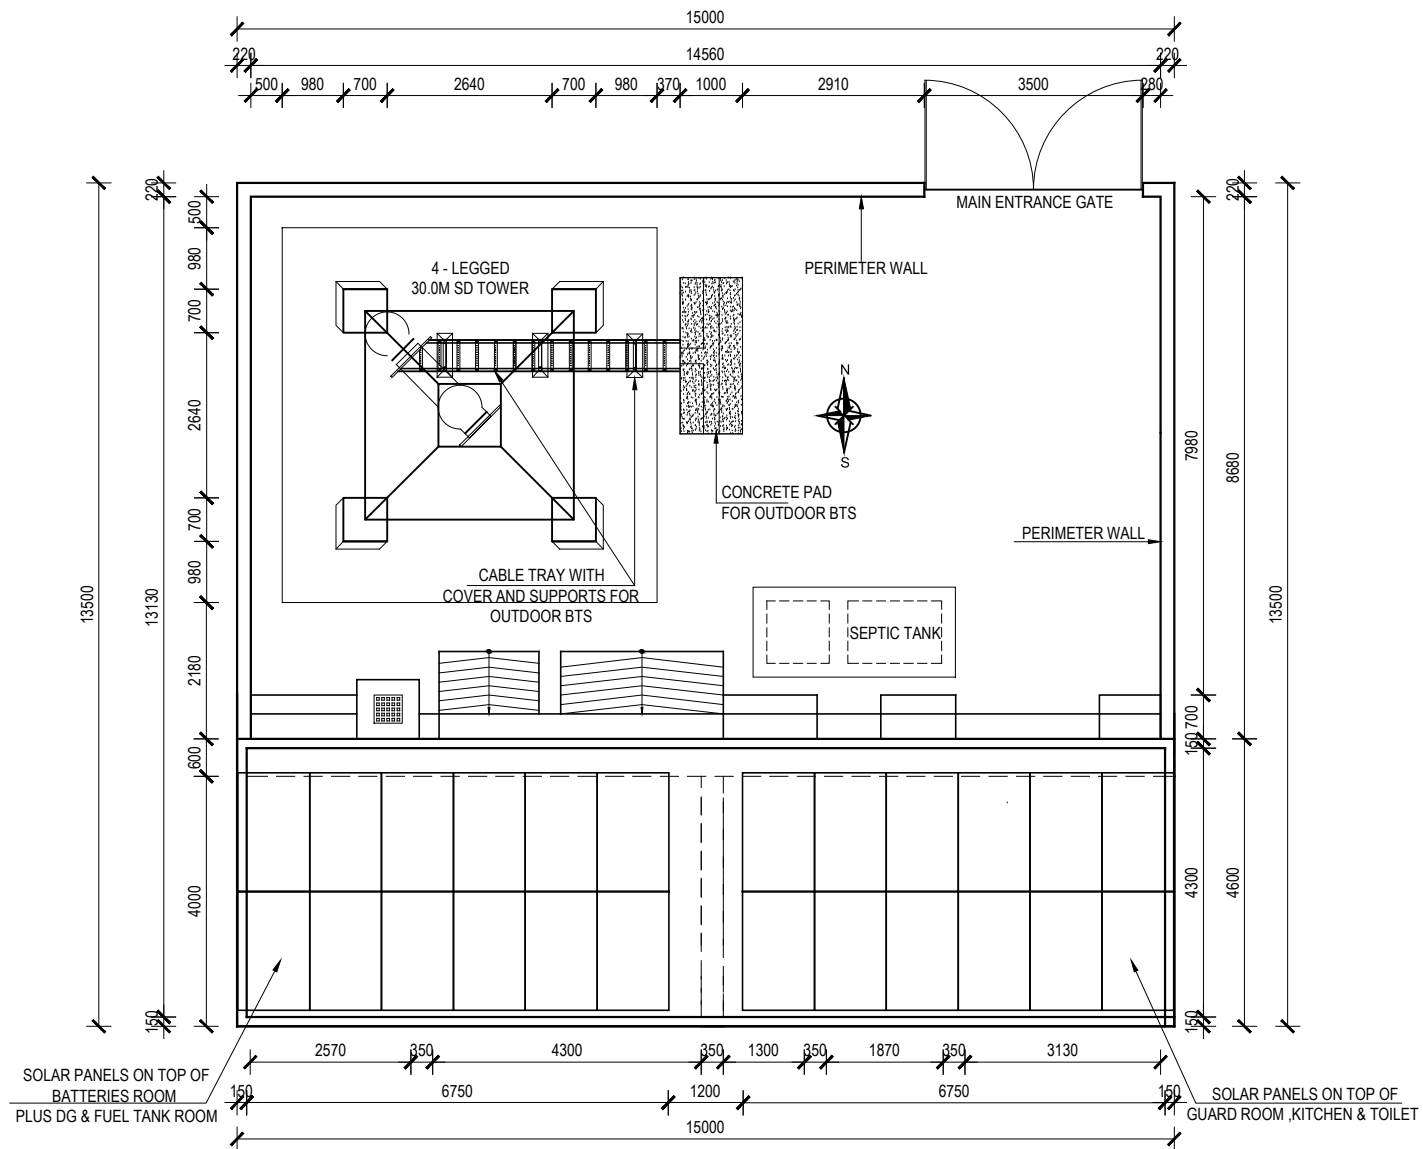 15000
220 14560 220
500 980 700 2640 700 980 370 1000 2910 3500 280
MAIN ENTRANCE GATE
PERIMETER WALL
4 - LEGGED
30.0M SD TOWER
N
S
CONCRETE PAD
FOR OUTDOOR BTS
PERIMETER WALL
CABLE TRAY WITH
COVER AND SUPPORTS FOR
OUTDOOR BTS
SEPTIC TANK
13500
220
13130
150
500
980
700
2640
700
980
2180
600
4000
7980
700
150
4300
150
220
8680
4600
13500
2570 350 4300 350 1300 350 1870 350 3130
150 6750 1200 6750 150
15000
SOLAR PANELS ON TOP OF
BATTERIES ROOM
PLUS DG & FUEL TANK ROOM
SOLAR PANELS ON TOP OF
GUARD ROOM ,KITCHEN & TOILET